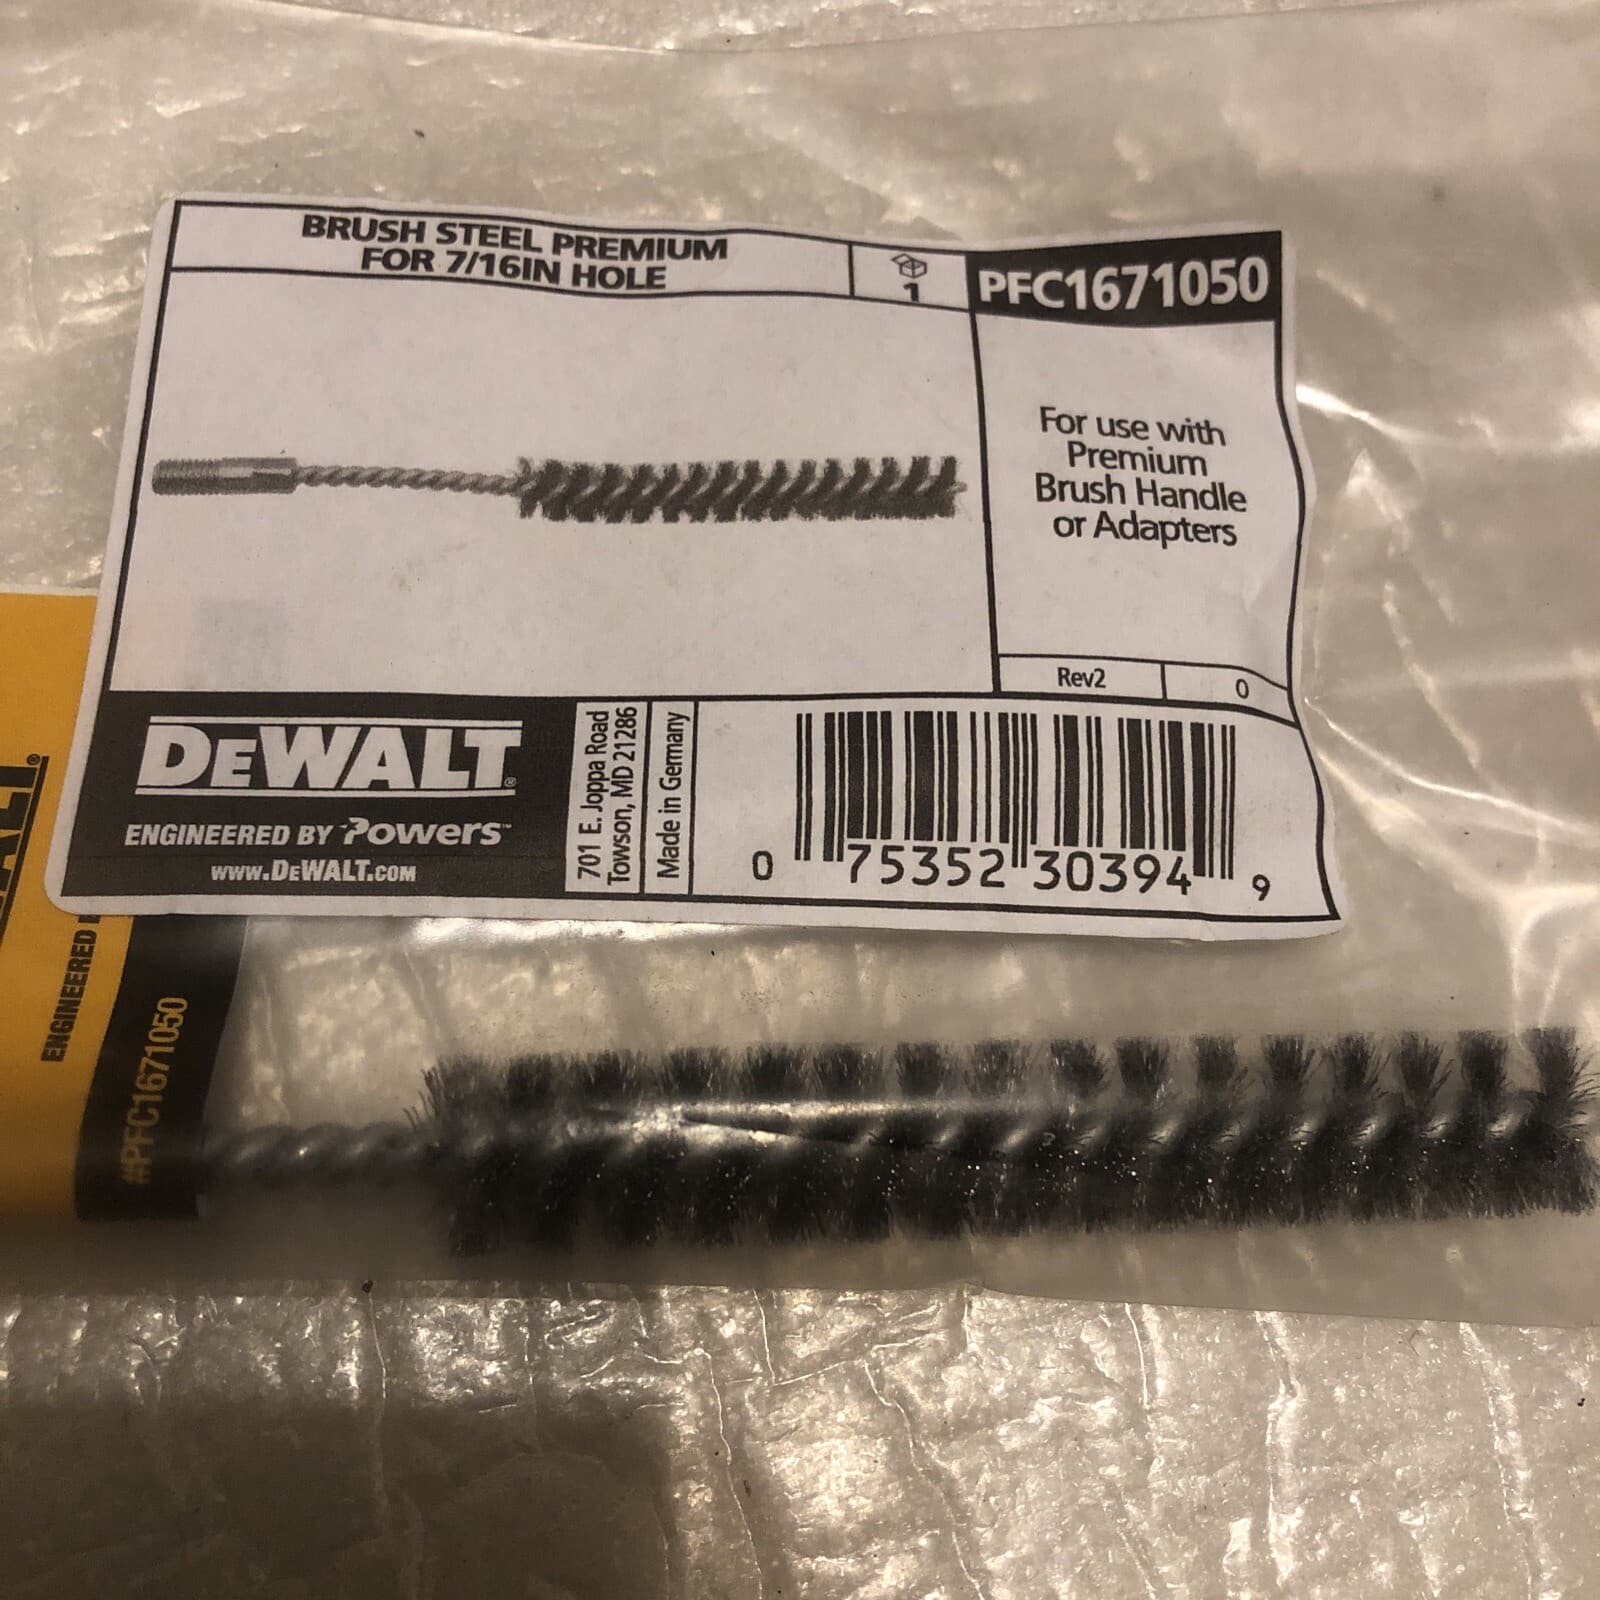 BRUSH STEEL PREMIUM
FOR 7/16IN HOLE
1
PFC1671050
For use with
Premium
Brush Handle
or Adapters
Rev2
0
DEWALT®
ENGINEERED BY Powers™
www.DEWALT.com
701 E. Joppa Road
Towson, MD 21286
Made in Germany
0 75352 30394 9
ENGINEERED
#PFC1671050